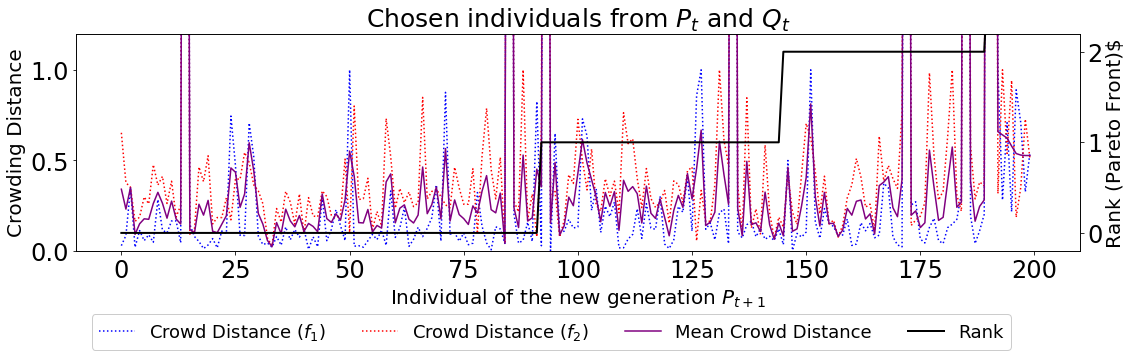 Chosen individuals from $P_t$ and $Q_t$
Crowding Distance
1.0
0.5
0.0
2
1
0
Rank (Pareto Front)$
0 25 50 75 100 125 150 175 200
Individual of the new generation $P_{t+1}$
Crowd Distance ($f_1$) Crowd Distance ($f_2$) Mean Crowd Distance Rank